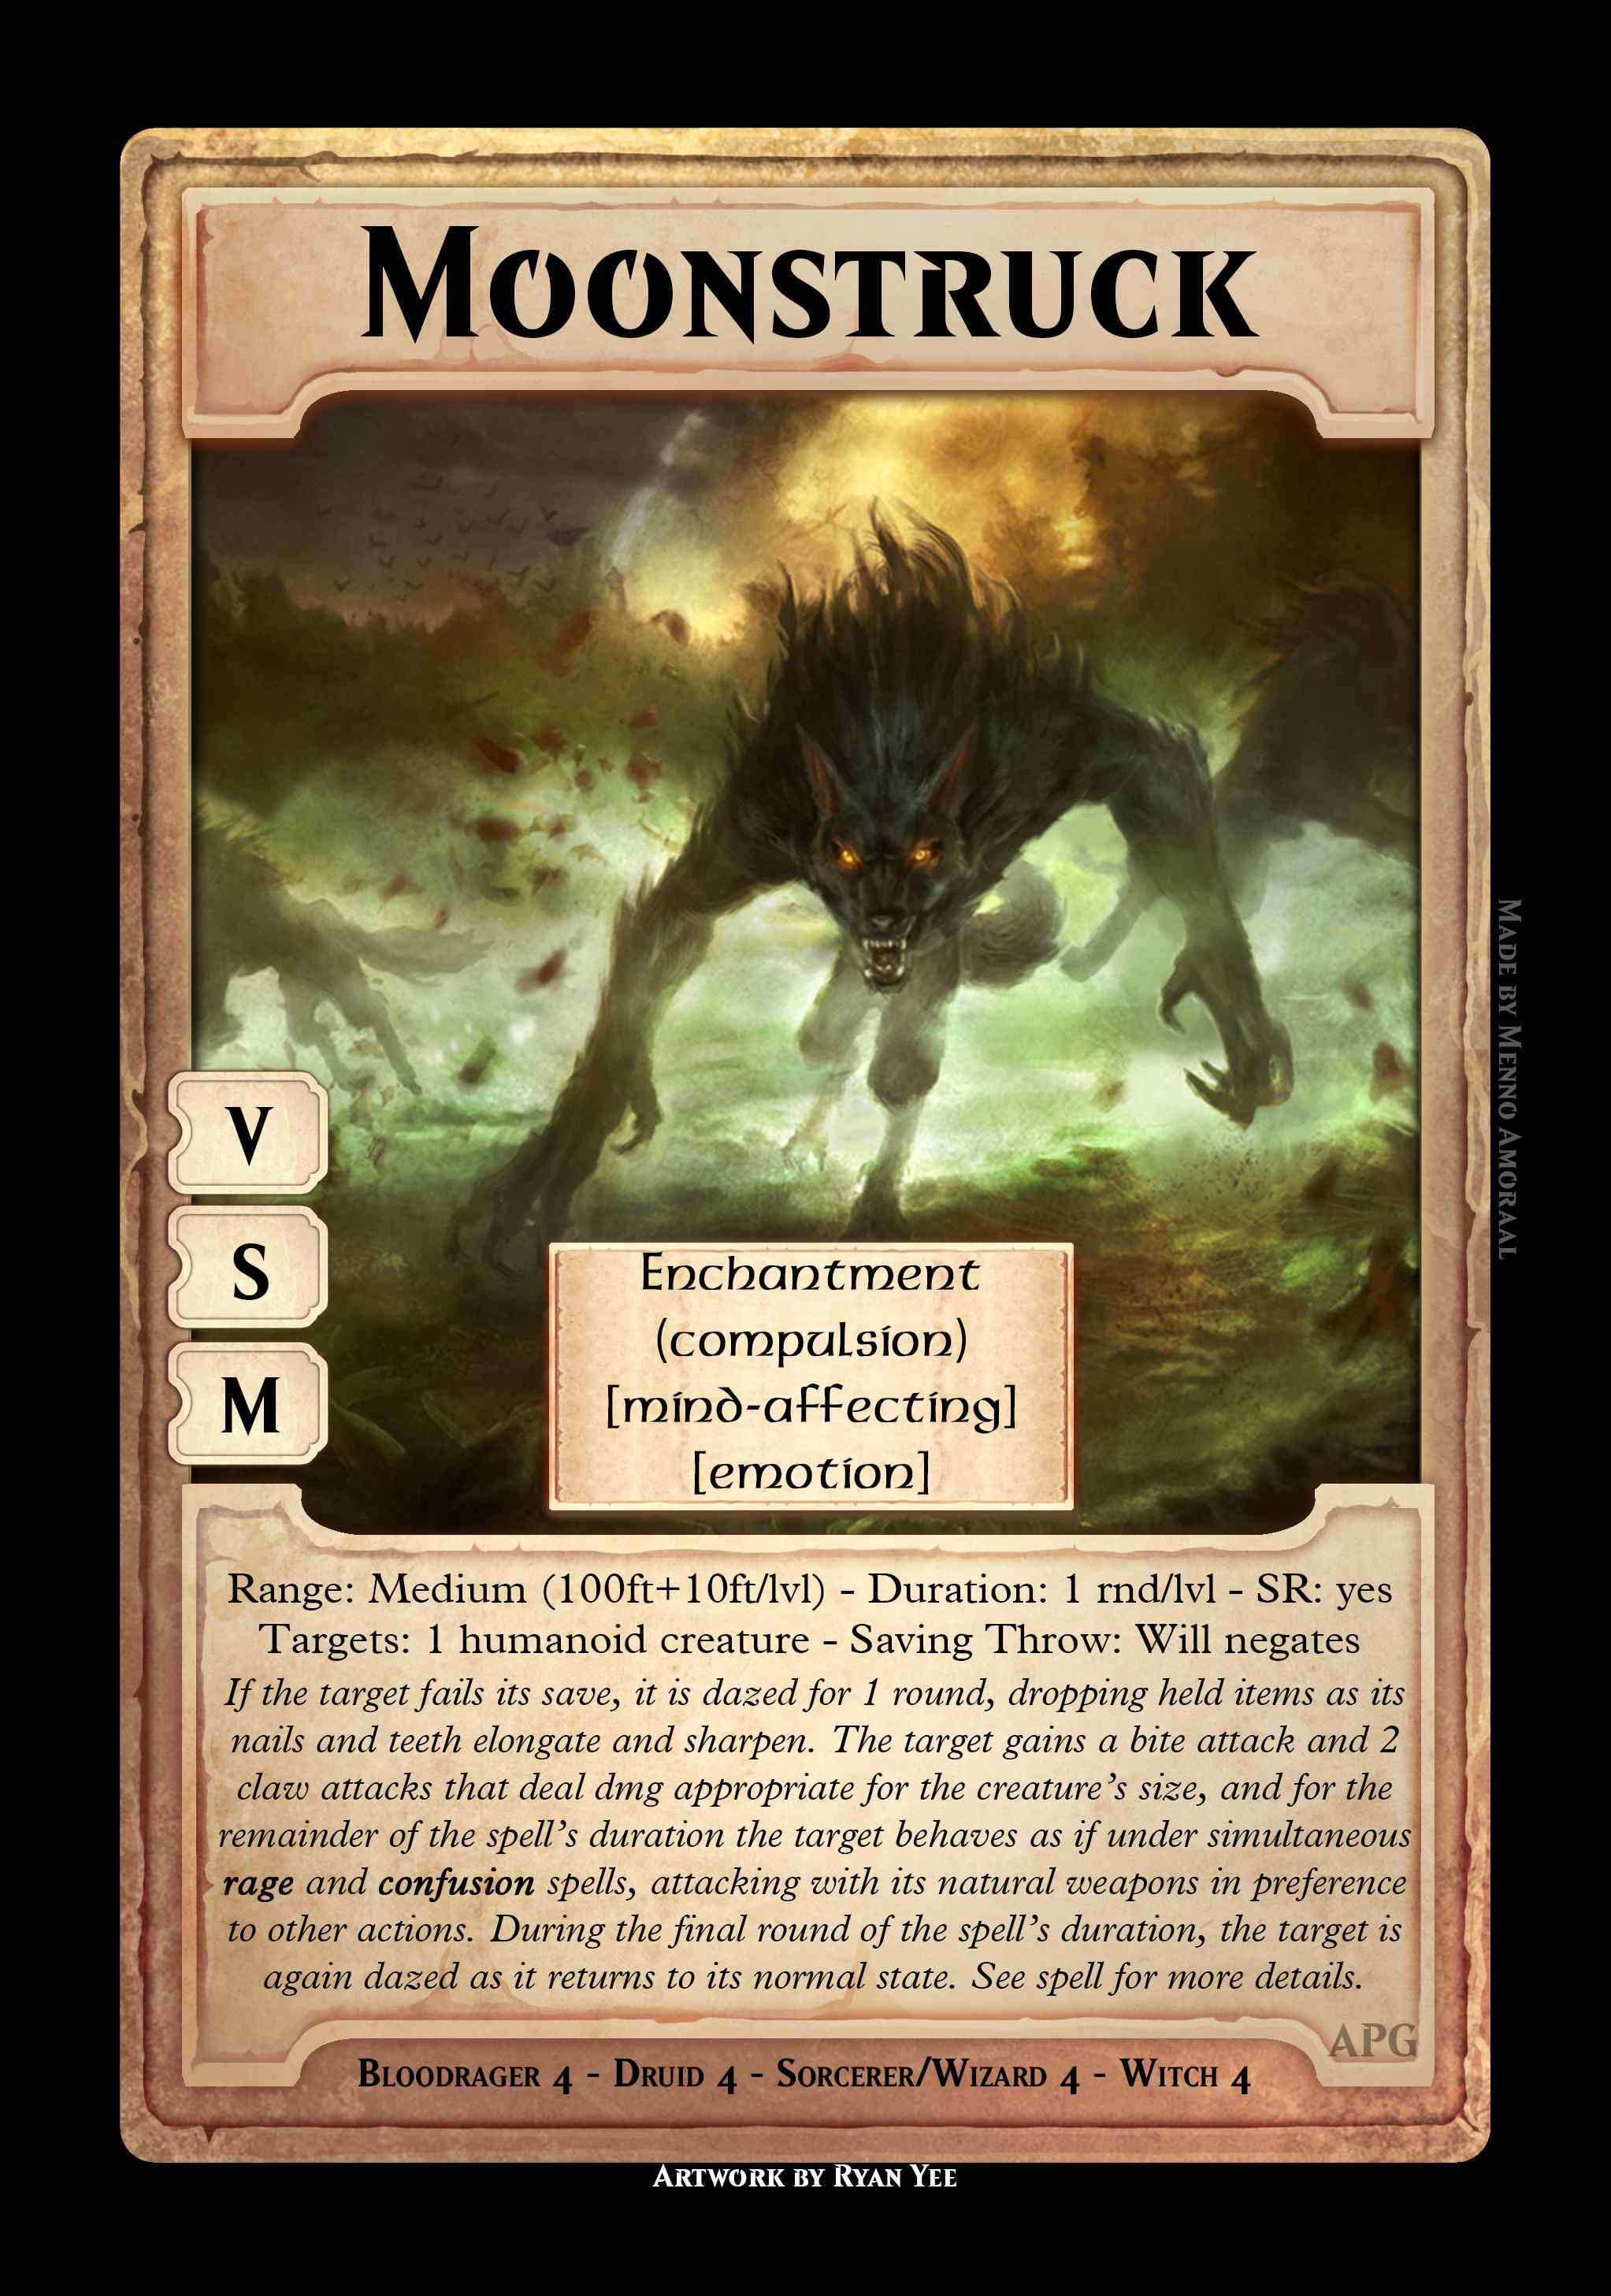 Moonstruck
V
S
M
Enchantment
(compulsion)
[mind-affecting]
[emotion]
Range: Medium (100ft+10ft/lvl) - Duration: 1 rnd/lvl - SR: yes
Targets: 1 humanoid creature - Saving Throw: Will negates
If the target fails its save, it is dazed for 1 round, dropping held items as its
nails and teeth elongate and sharpen. The target gains a bite attack and 2
claw attacks that deal dmg appropriate for the creature's size, and for the
remainder of the spell's duration the target behaves as if under simultaneous
rage and confusion spells, attacking with its natural weapons in preference
to other actions. During the final round of the spell's duration, the target is
again dazed as it returns to its normal state. See spell for more details.
APG
Bloodrager 4 - Druid 4 - Sorcerer/Wizard 4 - Witch 4
Artwork by Ryan Yee
Made by Menno Amoraal